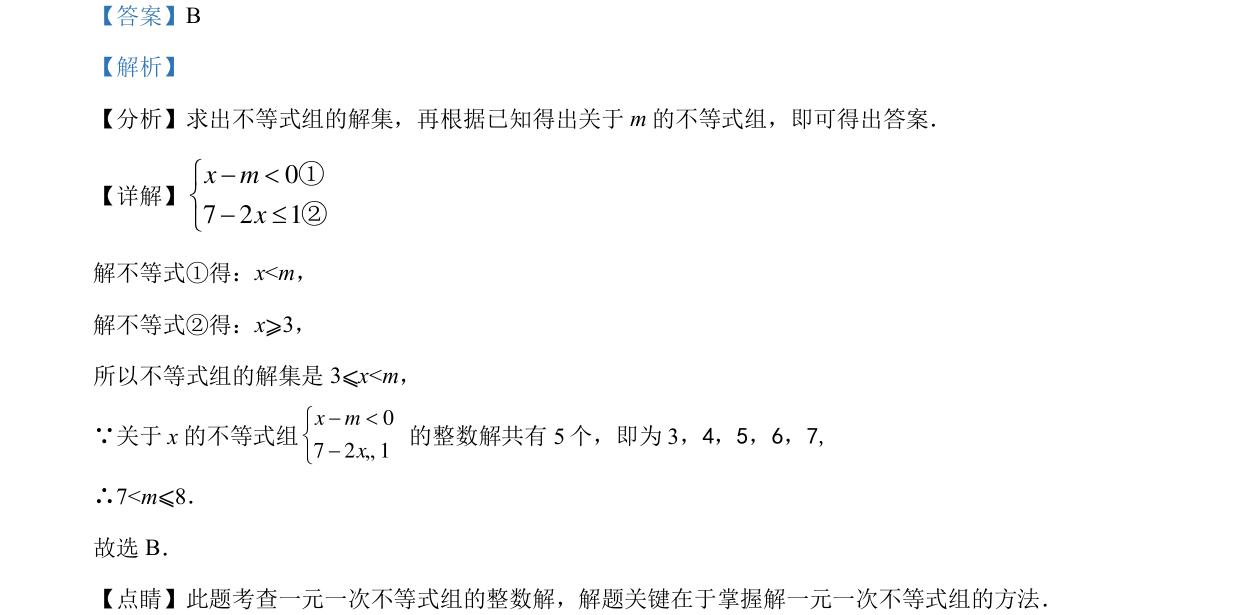 【答案】B
【解析】
【分析】求出不等式组的解集，再根据已知得出关于 m 的不等式组，即可得出答案．
【详解】{x－m＜0①
7－2x≤1②
解不等式①得：x<m，
解不等式②得：x⩾3，
所以不等式组的解集是 3⩽x<m，
∵关于 x 的不等式组{x－m＜0
7－2x,, 1 的整数解共有 5 个，即为 3，4，5，6，7,
∴7<m⩽8．
故选 B．
【点睛】此题考查一元一次不等式组的整数解，解题关键在于掌握解一元一次不等式组的方法．